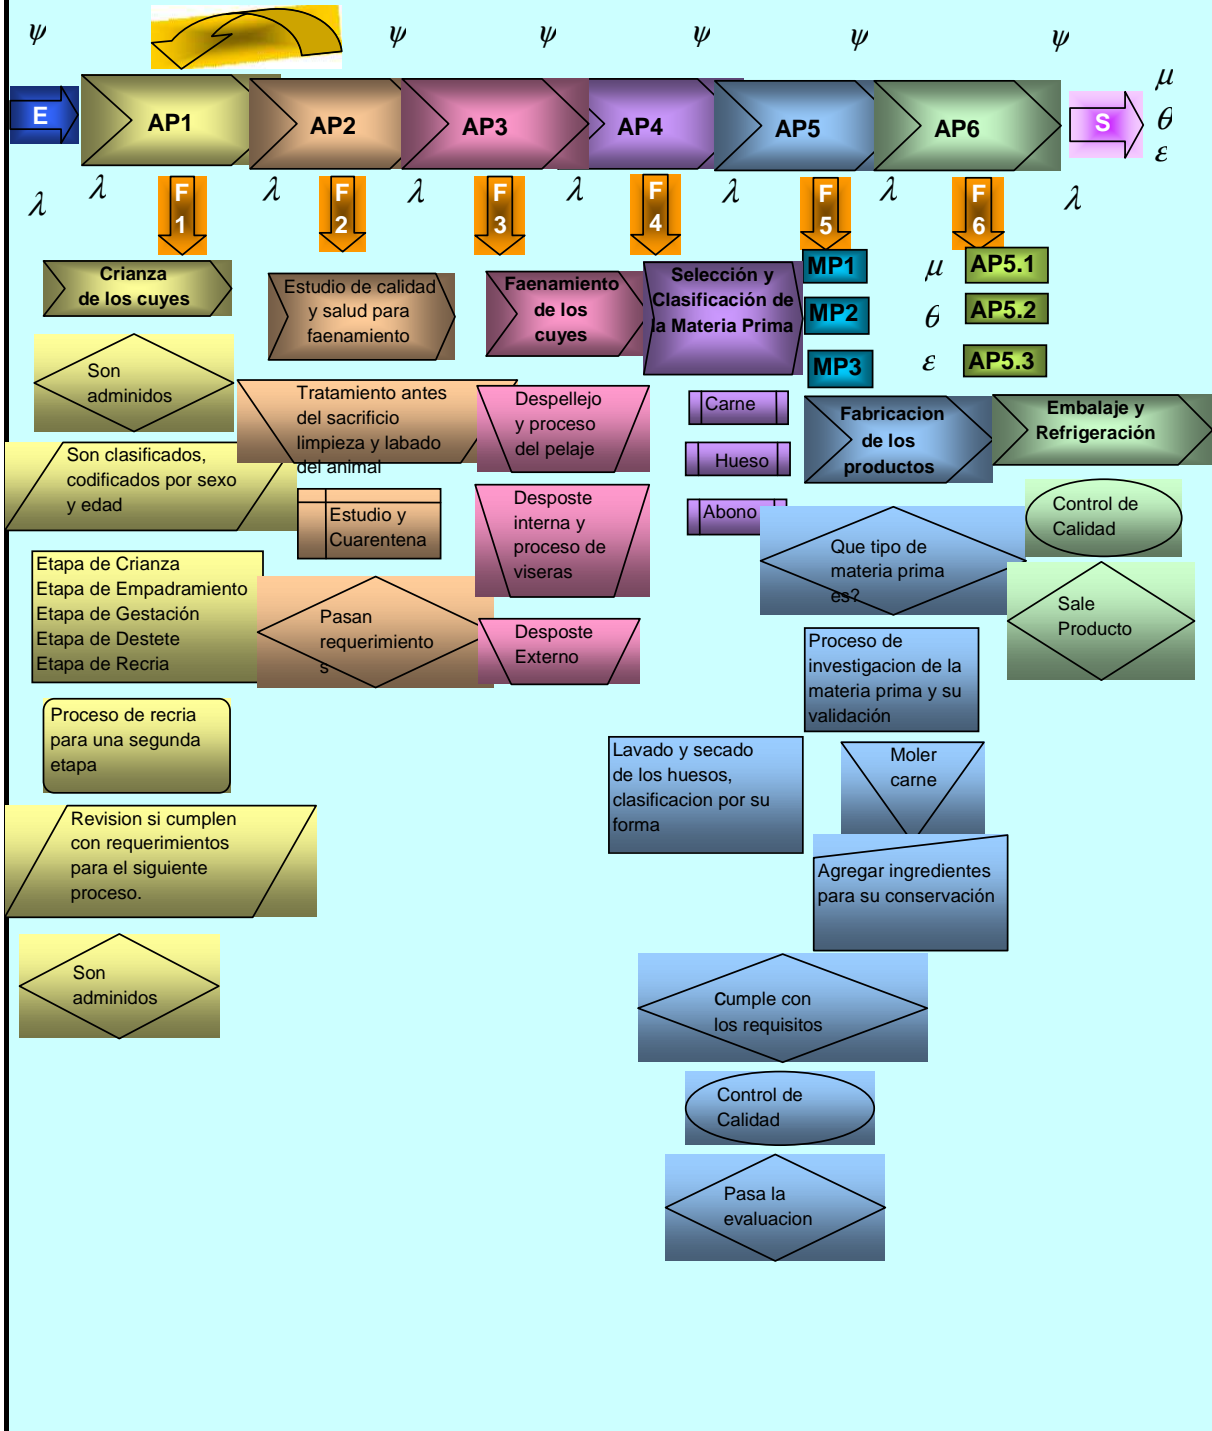 ψ ψ ψ ψ ψ ψ
E AP1 AP2 AP3 AP4 AP5 AP6 S
μ
θ
ε
λ λ λ λ λ λ λ λ
F
1
F
2
F
3
F
4
F
5
F
6
Crianza
de los cuyes
Son
adminidos
Son clasificados,
codificados por sexo
y edad
Etapa de Crianza
Etapa de Empadramiento
Etapa de Gestación
Etapa de Destete
Etapa de Recria
Proceso de recria
para una segunda
etapa
Revision si cumplen
con requerimientos
para el siguiente
proceso.
Son
adminidos
Estudio de calidad
y salud para
faenamiento
Tratamiento antes
del sacrificio
limpieza y labado
del animal
Estudio y
Cuarentena
Pasan
requerimiento
s
Faenamiento
de los
cuyes
Despellejo
y proceso
del pelaje
Desposte
interna y
proceso de
viseras
Desposte
Externo
Selección y
Clasificación de
la Materia Prima
Carne
Hueso
Abono
MP1
MP2
MP3
μ
θ
ε
AP5.1
AP5.2
AP5.3
Fabricacion
de los
productos
Que tipo de
materia prima
es?
Proceso de
investigacion de la
materia prima y su
validación
Lavado y secado
de los huesos,
clasificacion por su
forma
Moler
carne
Agregar ingredientes
para su conservación
Cumple con
los requisitos
Control de
Calidad
Pasa la
evaluacion
Embalaje y
Refrigeración
Control de
Calidad
Sale
Producto